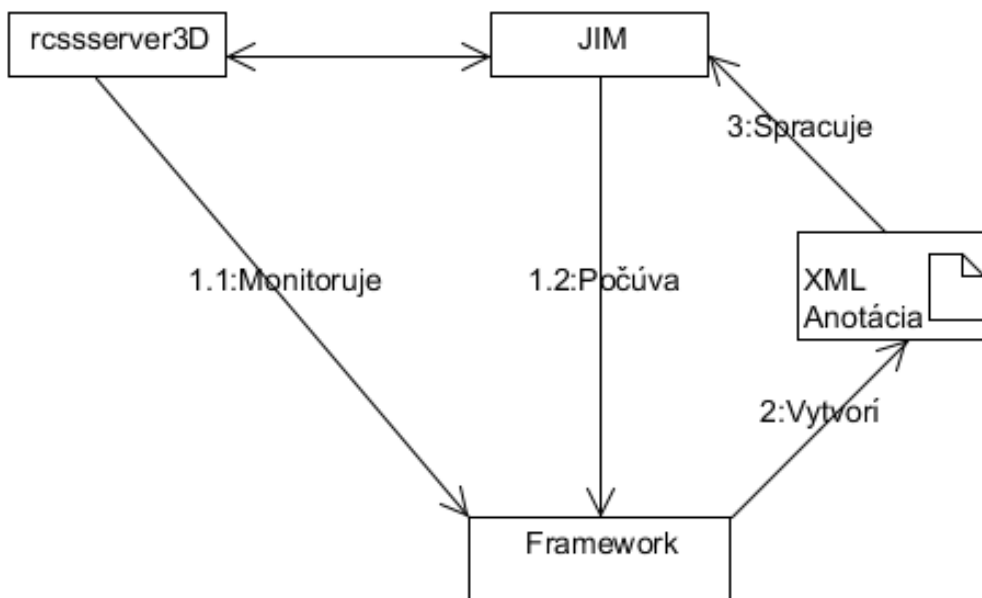 rcssserver3D
JIM
3:Spracuje
1.1:Monitoruje
1.2:Počúva
XML
Anotácia
2:Vytvorí
Framework